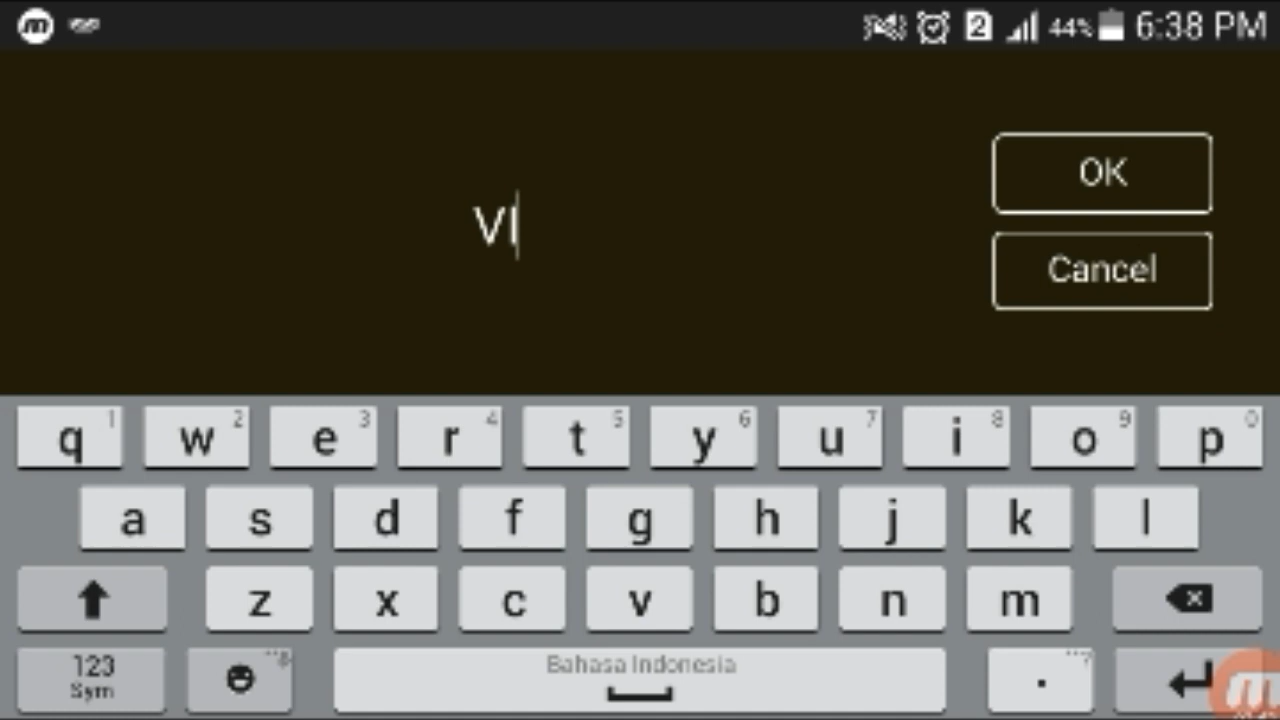 m 2 44% 6:38 PM
OK
VI
Cancel
q 1 w 2 e 3 r 4 t 5 y 6 u 7 i 8 o 9 p 0
a s d f g h j k l
z x c v b n m
123
Sym
Bahasa Indonesia
.
m